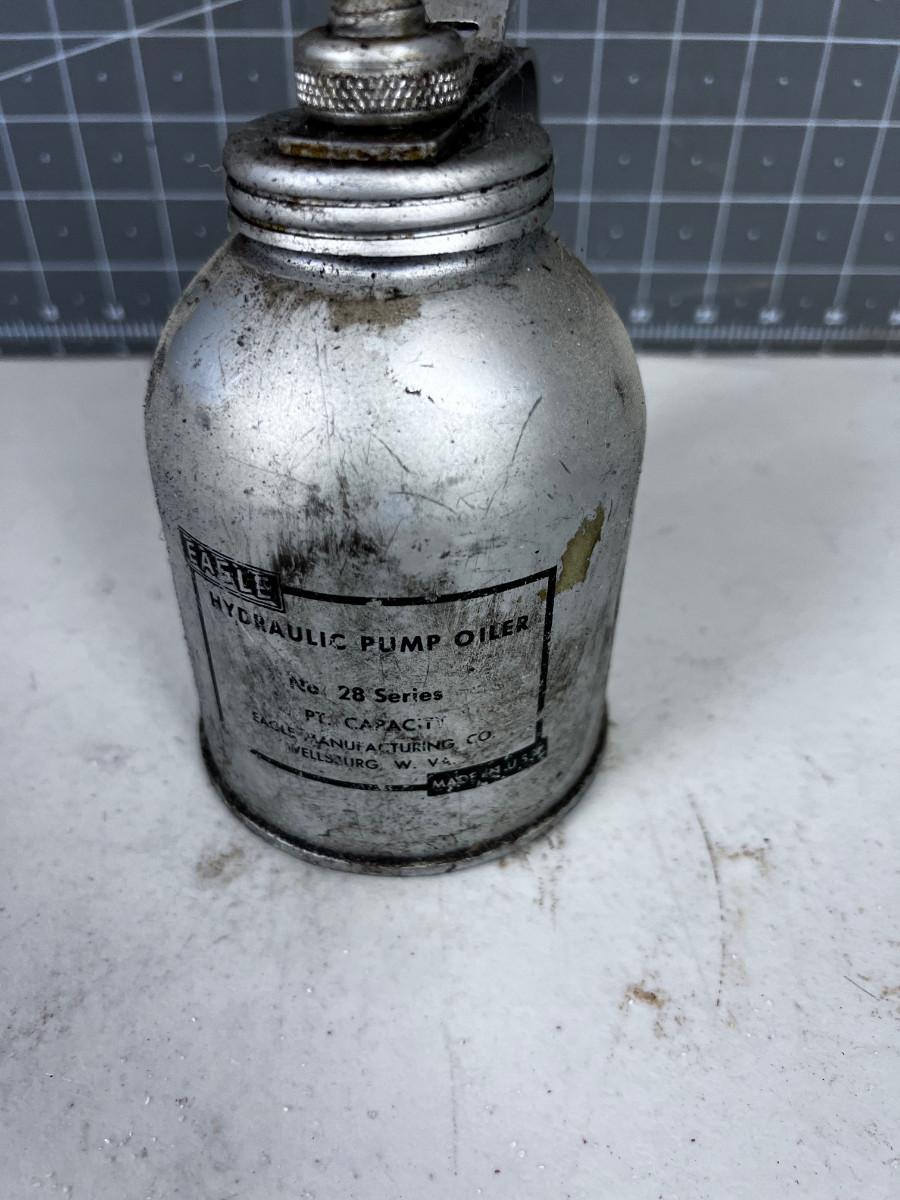 EAGLE
HYDRAULIC PUMP OILER
No. 28 Series
PT. CAPACITY
EAGLE MANUFACTURING CO.
WELLSBURG, W. VA.
MADE IN U.S.A.